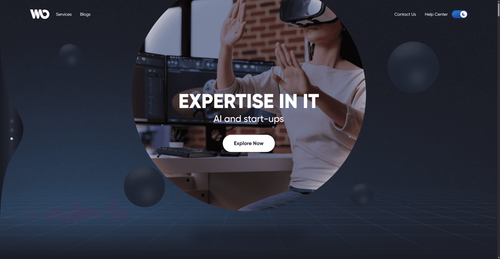 WO
Services
Blogs
Contact Us
Help Center
EXPERTISE IN IT
AI and start-ups
Explore Now